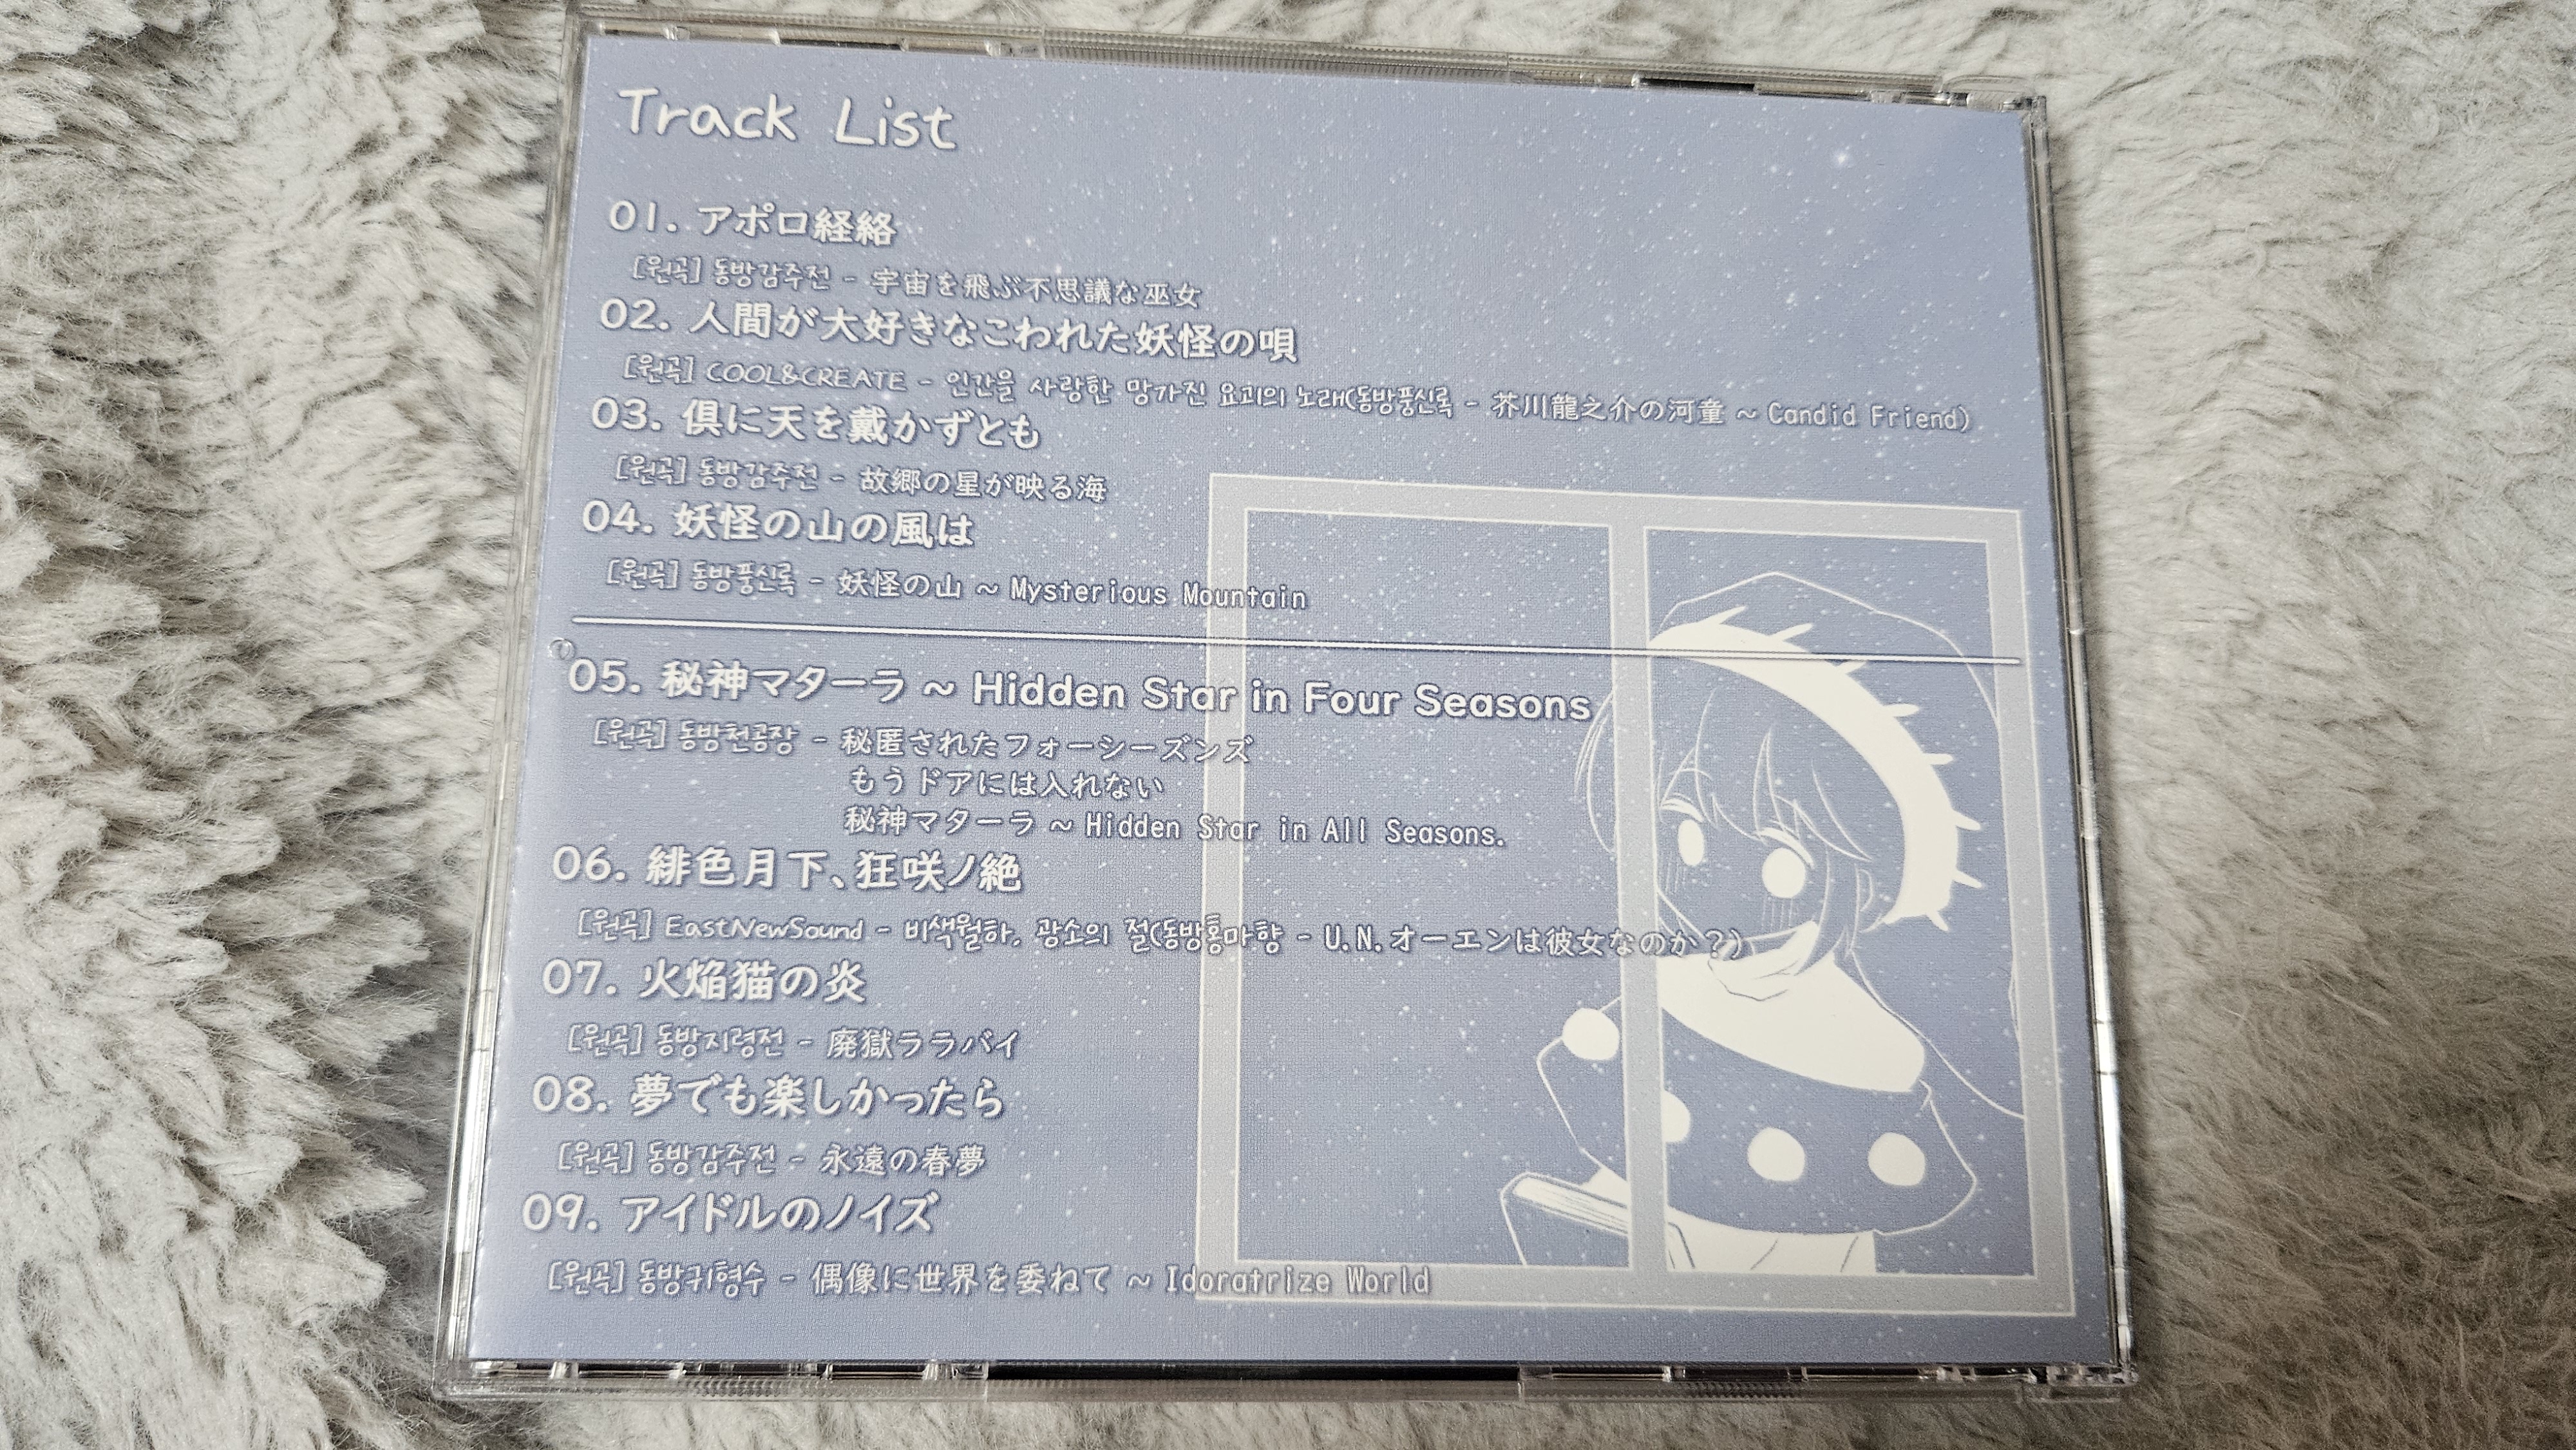 Track List
01. アポロ経絡
[원곡] 동방감주전 - 宇宙を飛ぶ不思議な巫女
02. 人間が大好きなこわれた妖怪の唄
[원곡] COOL&CREATE - 인간을 사랑한 망가진 요괴의 노래(동방풍신록 - 芥川龍之介の河童 ~ Candid Friend)
03. 倶に天を戴かずとも
[원곡] 동방감주전 - 故郷の星が映る海
04. 妖怪の山の風は
[원곡] 동방풍신록 - 妖怪の山 ~ Mysterious Mountain
05. 秘神マターラ ~ Hidden Star in Four Seasons
[원곡] 동방천공장 - 秘匿されたフォーシーズンズ
もうドアには入れない
秘神マターラ ~ Hidden Star in All Seasons.
06. 緋色月下、狂咲ノ絶
[원곡] EastNewSound - 비색월하, 광소의 절(동방홍마향 - U.N.オーエンは彼女なのか？)
07. 火焔猫の炎
[원곡] 동방지령전 - 廃獄ララバイ
08. 夢でも楽しかったら
[원곡] 동방감주전 - 永遠の春夢
09. アイドルのノイズ
[원곡] 동방귀형수 - 偶像に世界を委ねて ~ Idoratrize World